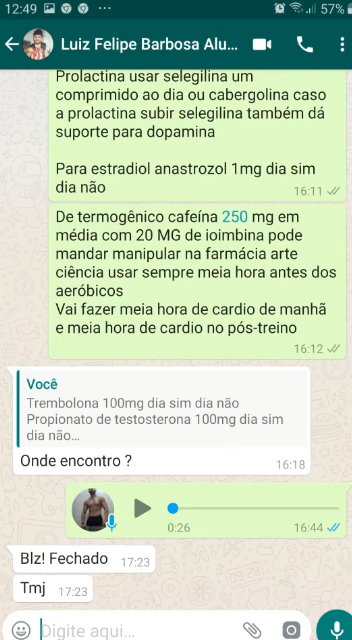 12:49
57%
Luiz Felipe Barbosa Alu...
Prolactina usar selegilina um
comprimido ao dia ou cabergolina caso
a prolactina subir selegilina também dá
suporte para dopamina
Para estradiol anastrozol 1mg dia sim
dia não
16:11
De termogênico cafeína 250 mg em
média com 20 MG de ioimbina pode
mandar manipular na farmácia arte
ciência usar sempre meia hora antes dos
aeróbicos
Vai fazer meia hora de cardio de manhã
e meia hora de cardio no pós-treino
16:12
Você
Trembolona 100mg dia sim dia não
Propionato de testosterona 100mg dia sim
dia não...
Onde encontro ?
16:18
0:26
16:44
Blz! Fechado
17:23
Tmj
17:23
Digite aqui...